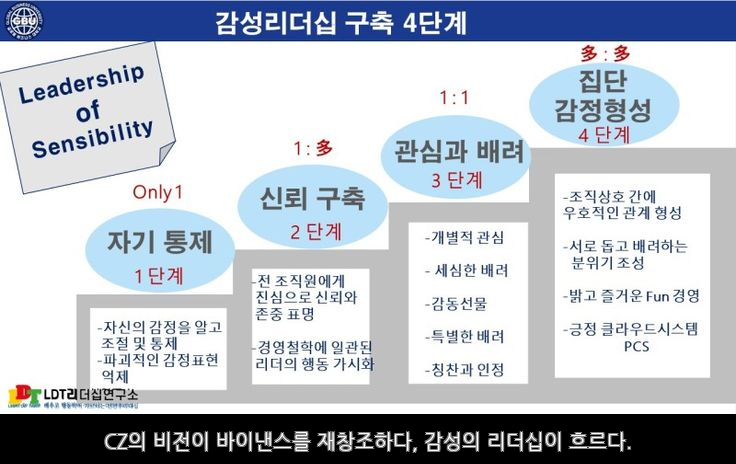 GBU
감성리더십 구축 4단계
Leadership
of
Sensibility
Only 1
자기 통제
1 단계
-자신의 감정을 알고
조절 및 통제
-파괴적인 감정표현
억제
1 : 多
신뢰 구축
2 단계
-전 조직원에게
진심으로 신뢰와
존중 표명
-경영철학에 일관된
리더의 행동 가시화
1 : 1
관심과 배려
3 단계
-개별적 관심
- 세심한 배려
-감동선물
-특별한 배려
-칭찬과 인정
多 : 多
집단
감정형성
4 단계
-조직상호 간에
우호적인 관계 형성
-서로 돕고 배려하는
분위기 조성
-밝고 즐거운 Fun 경영
-긍정 클라우드시스템
PCS
LDT리더십연구소
CZ의 비전이 바이낸스를 재창조하다, 감성의 리더십이 흐르다.